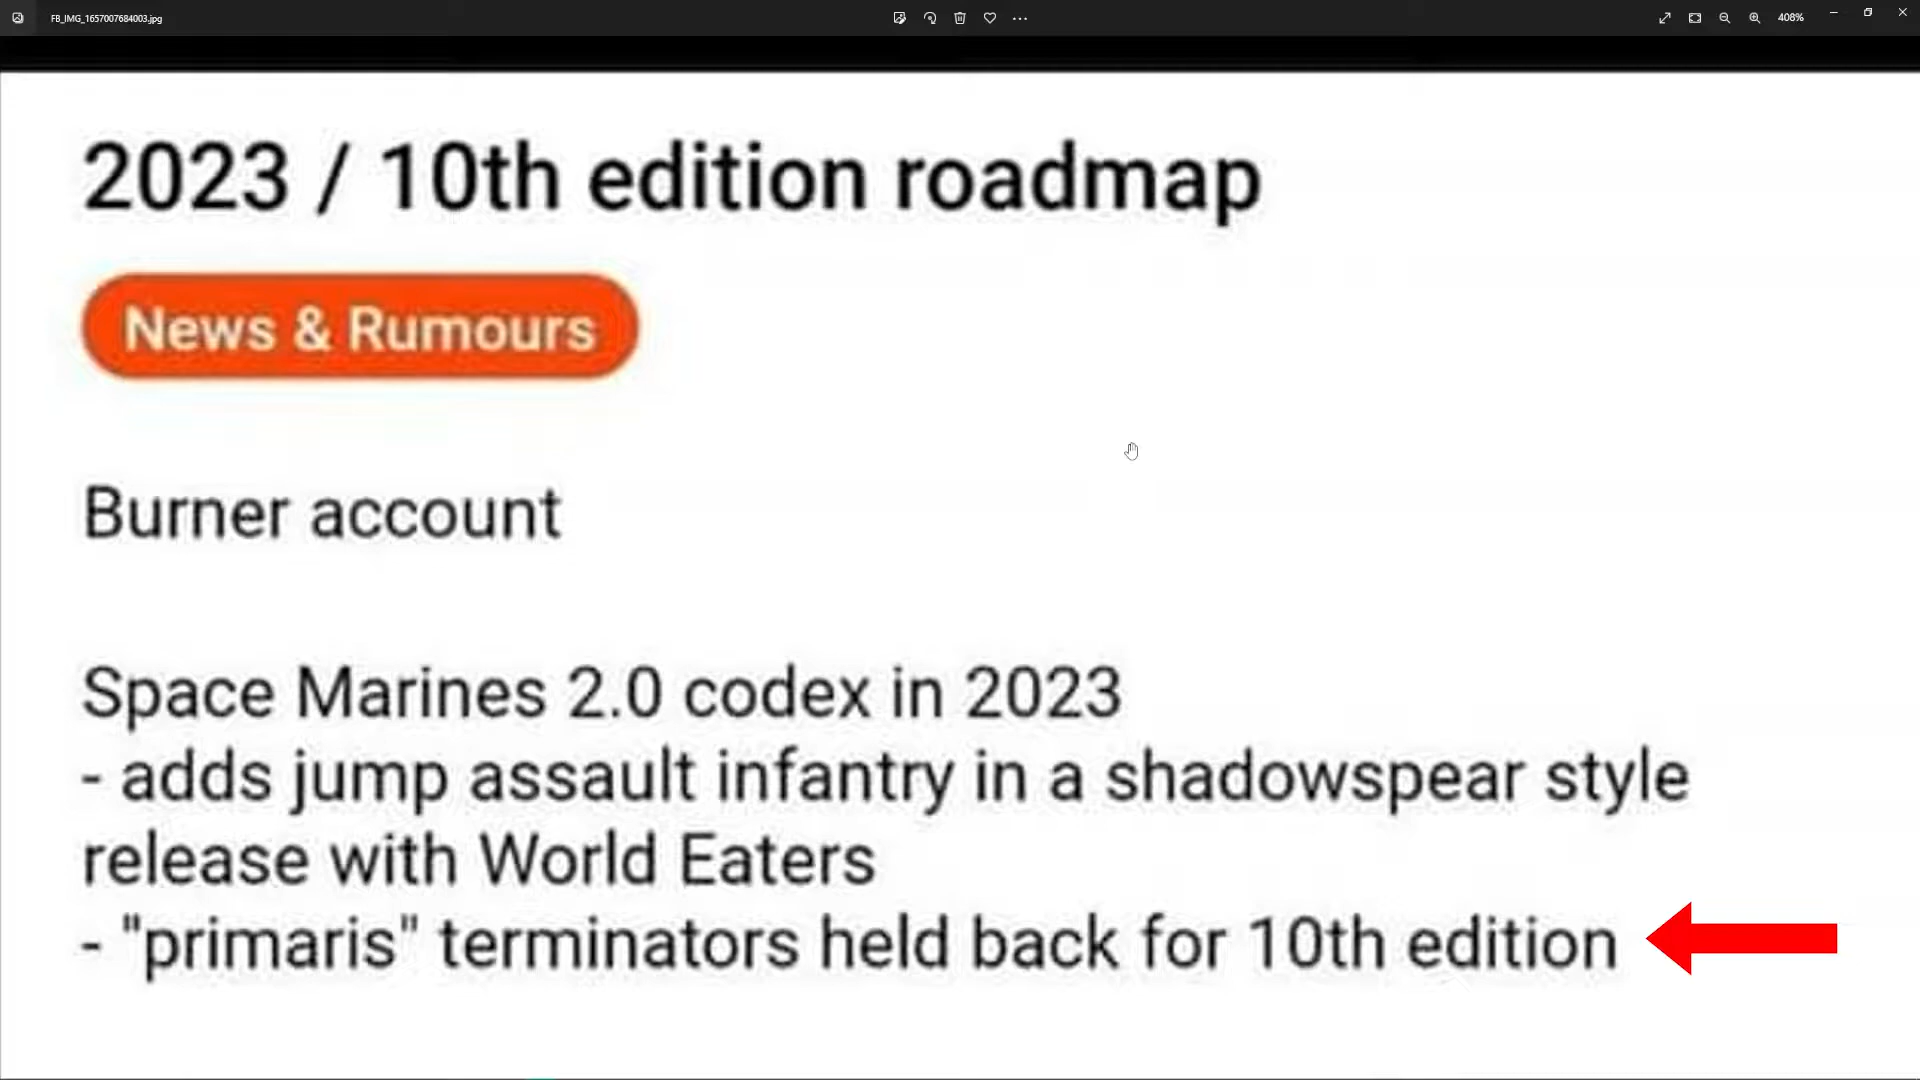 FB_IMG_1657007684003.jpg
408%
2023 / 10th edition roadmap
News & Rumours
Burner account
Space Marines 2.0 codex in 2023
- adds jump assault infantry in a shadowspear style
release with World Eaters
- "primaris" terminators held back for 10th edition